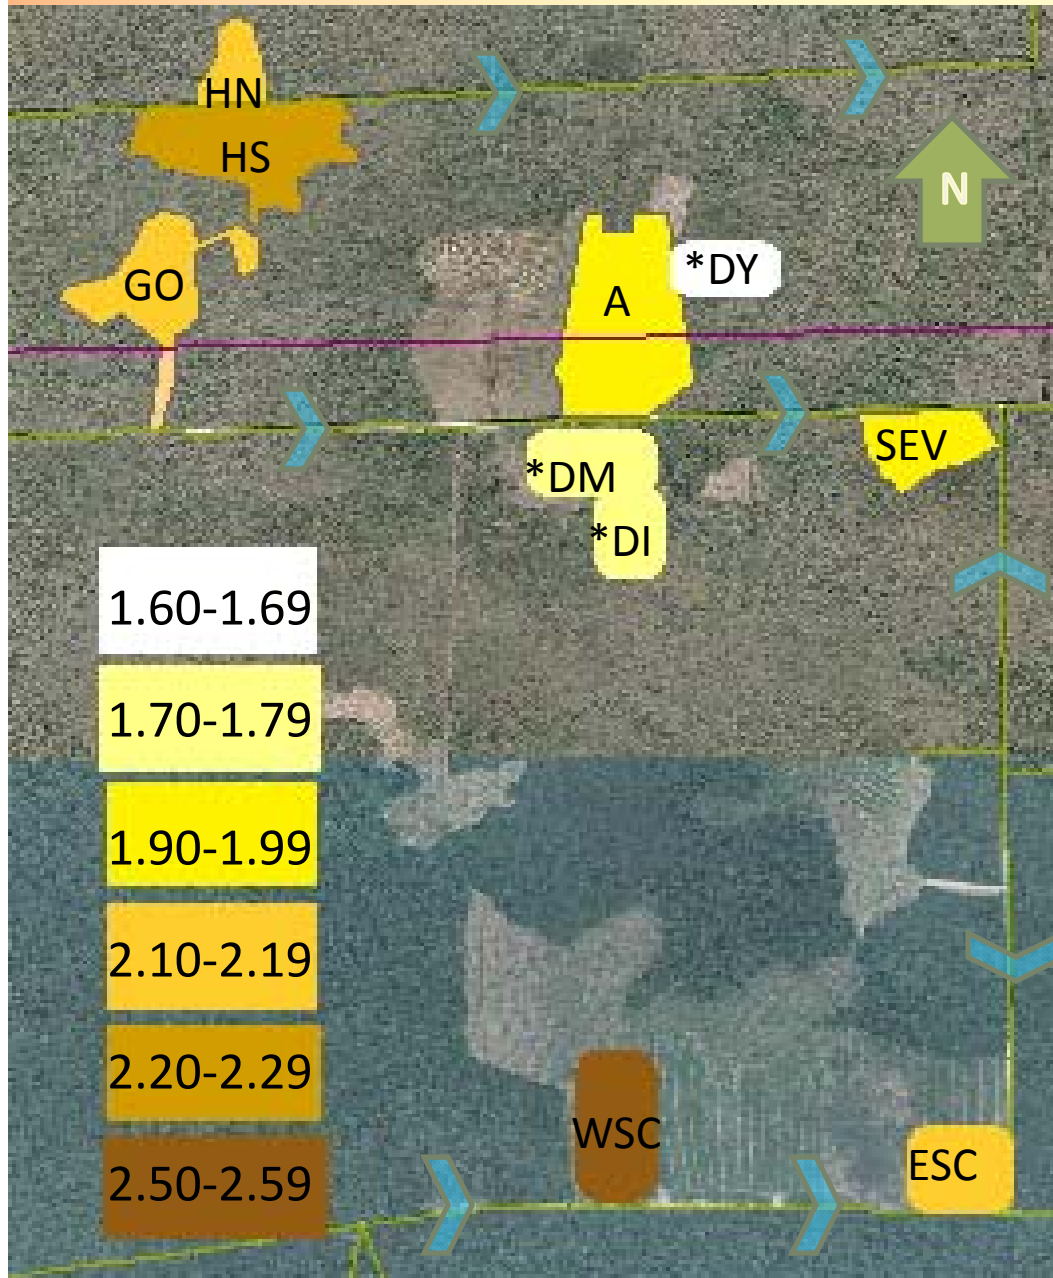 HN
HS
N
GO
*DY
A
SEV
*DM
*DI
1.60-1.69
1.70-1.79
1.90-1.99
2.10-2.19
2.20-2.29
2.50-2.59
WSC
ESC